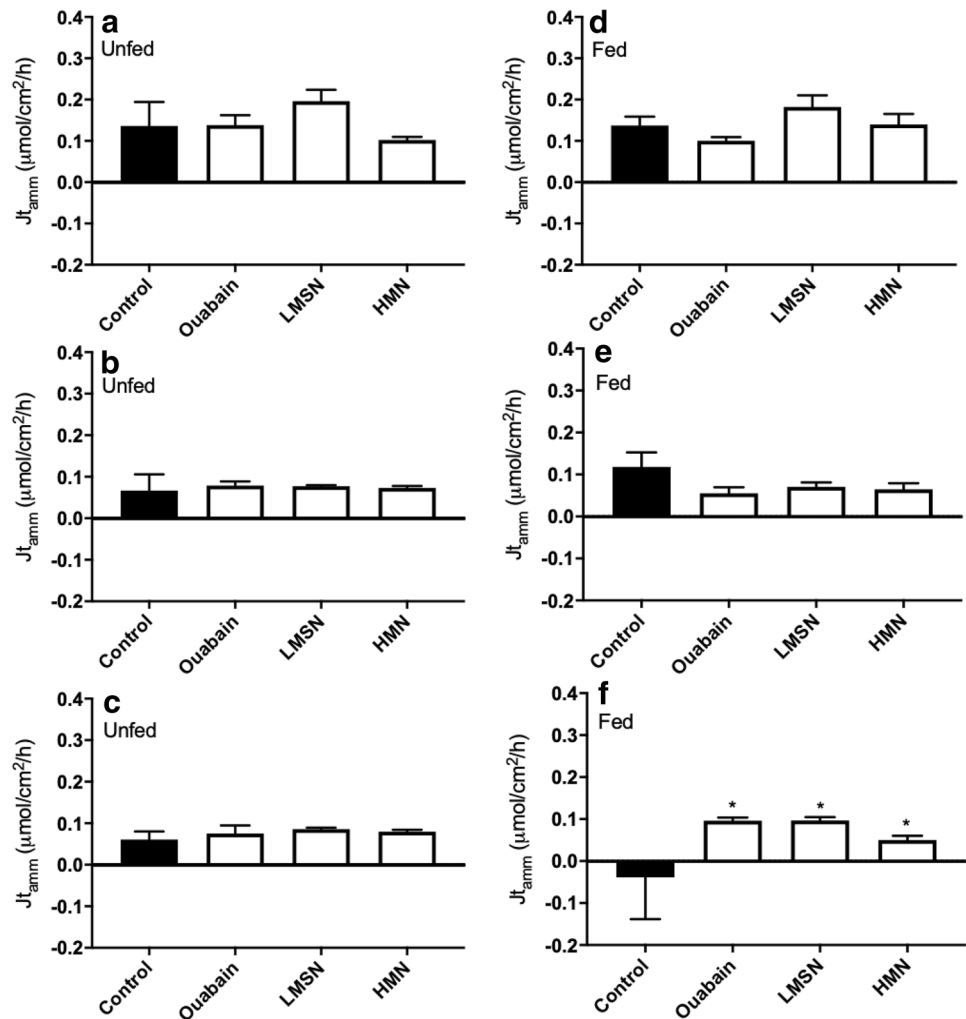 a
Unfed
Jtamm (µmol/cm²/h)
0.4
0.3
0.2
0.1
0.0
-0.1
-0.2
Control
Ouabain
LMSN
HMN
d
Fed
Jtamm (µmol/cm²/h)
0.4
0.3
0.2
0.1
0.0
-0.1
-0.2
Control
Ouabain
LMSN
HMN
b
Unfed
Jtamm (µmol/cm²/h)
0.4
0.3
0.2
0.1
0.0
-0.1
-0.2
Control
Ouabain
LMSN
HMN
e
Fed
Jtamm (µmol/cm²/h)
0.4
0.3
0.2
0.1
0.0
-0.1
-0.2
Control
Ouabain
LMSN
HMN
c
Unfed
Jtamm (µmol/cm²/h)
0.4
0.3
0.2
0.1
0.0
-0.1
-0.2
Control
Ouabain
LMSN
HMN
f
Fed
Jtamm (µmol/cm²/h)
0.4
0.3
0.2
0.1
0.0
-0.1
-0.2
* * *
Control
Ouabain
LMSN
HMN